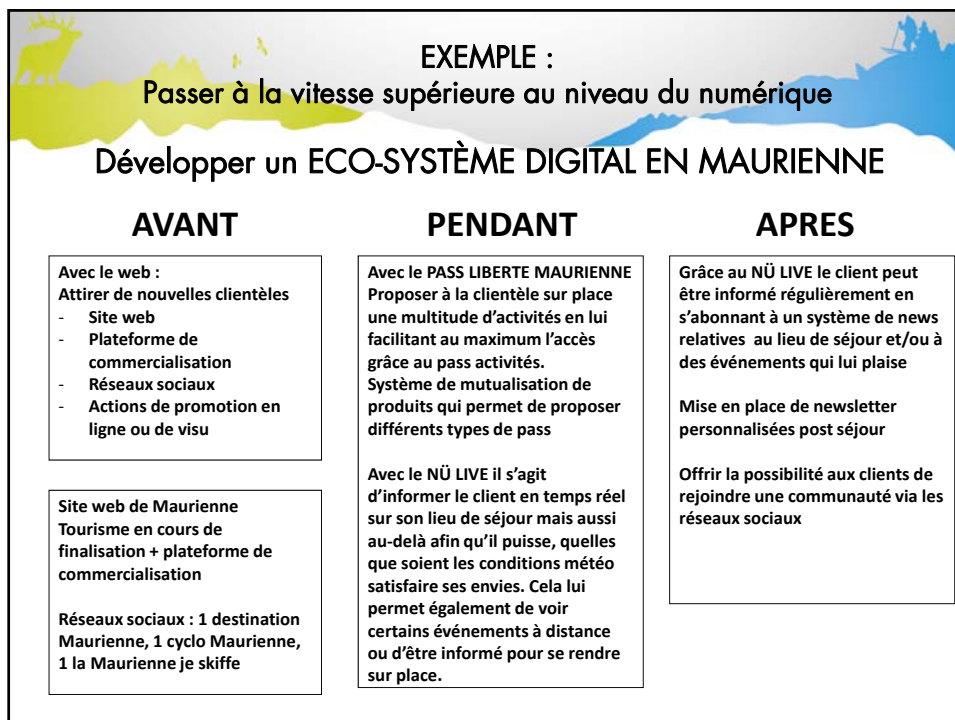 EXEMPLE :
Passer à la vitesse supérieure au niveau du numérique
Développer un ECO-SYSTÈME DIGITAL EN MAURIENNE
AVANT
Avec le web :
Attirer de nouvelles clientèles
- Site web
- Plateforme de
commercialisation
- Réseaux sociaux
- Actions de promotion en
ligne ou de visu
Site web de Maurienne
Tourisme en cours de
finalisation + plateforme de
commercialisation
Réseaux sociaux : 1 destination
Maurienne, 1 cyclo Maurienne,
1 la Maurienne je skiffe
PENDANT
Avec le PASS LIBERTE MAURIENNE
Proposer à la clientèle sur place
une multitude d’activités en lui
facilitant au maximum l’accès
grâce au pass activités.
Système de mutualisation de
produits qui permet de proposer
différents types de pass
Avec le NÜ LIVE il s’agit
d’informer le client en temps réel
sur son lieu de séjour mais aussi
au-delà afin qu’il puisse, quelles
que soient les conditions météo
satisfaire ses envies. Cela lui
permet également de voir
certains événements à distance
ou d’être informé pour se rendre
sur place.
APRES
Grâce au NÜ LIVE le client peut
être informé régulièrement en
s’abonnant à un système de news
relatives au lieu de séjour et/ou à
des événements qui lui plaise
Mise en place de newsletter
personnalisées post séjour
Offrir la possibilité aux clients de
rejoindre une communauté via les
réseaux sociaux